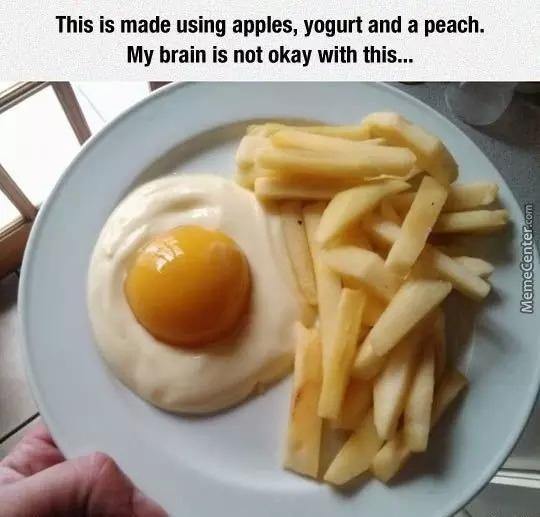 This is made using apples, yogurt and a peach.
My brain is not okay with this...
MemeCenter.com